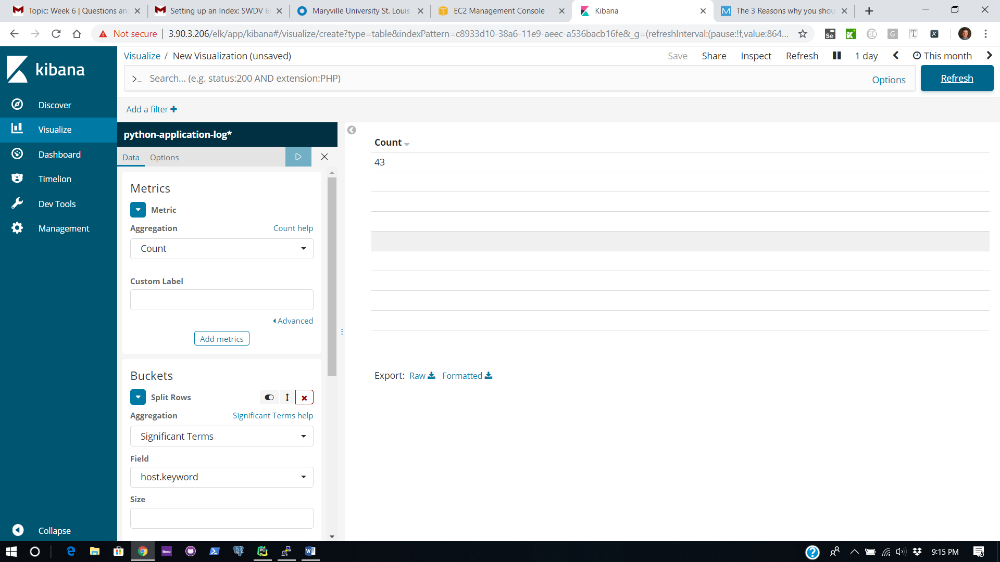 Topic: Week 6 | Questions an
Setting up an Index: SWDV 6
Maryville University St. Louis
EC2 Management Console
Kibana
The 3 Reasons why you shou
Not secure
3.90.3.206/elk/app/kibana#/visualize/create?type=table&indexPattern=c8933d10-38a6-11e9-aeec-a536bacb16fe&_g=(refreshInterval:(pause:!f,value:864...
Se
G
T
X
kibana
Discover
Visualize
Dashboard
Timelion
Dev Tools
Management
Collapse
Visualize / New Visualization (unsaved)
Save
Share
Inspect
Refresh
1 day
This month
>_ Search... (e.g. status:200 AND extension:PHP)
Options
Refresh
Add a filter +
python-application-log*
Data
Options
Metrics
Metric
Aggregation
Count help
Count
Custom Label
Advanced
Add metrics
Buckets
Split Rows
Aggregation
Significant Terms help
Significant Terms
Field
host.keyword
Size
Count
43
Export: Raw Formatted
9:15 PM